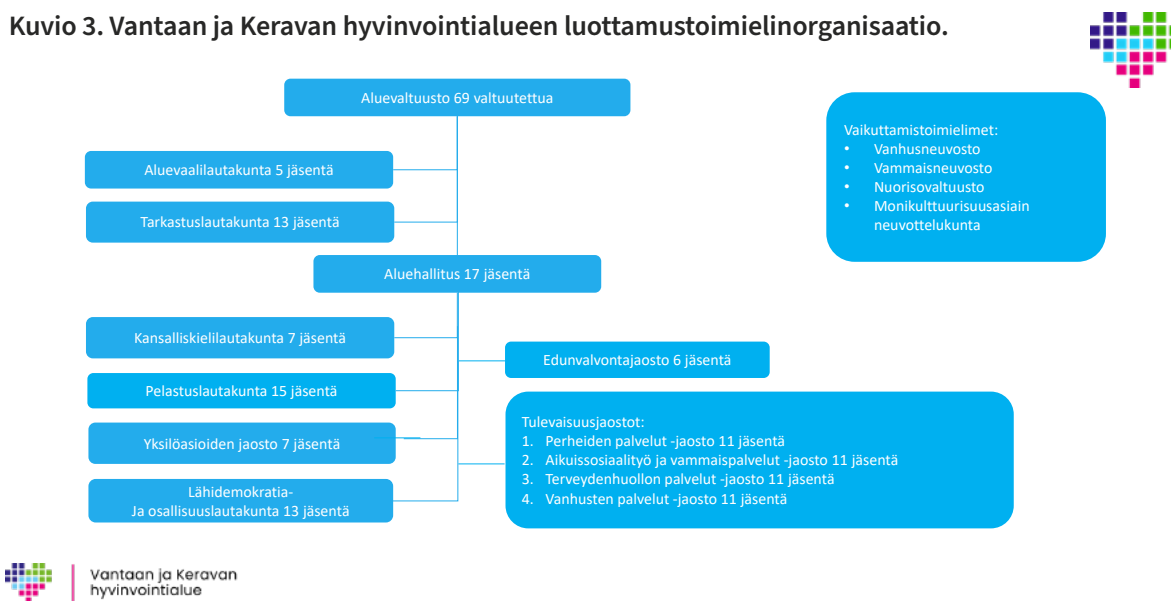 Kuvio 3. Vantaan ja Keravan hyvinvointialueen luottamustoimielinorganisaatio.
Aluevaltuusto 69 valtuutettua
Aluevaalilautakunta 5 jäsentä
Tarkastuslautakunta 13 jäsentä
Aluehallitus 17 jäsentä
Kansalliskielilautakunta 7 jäsentä
Pelastuslautakunta 15 jäsentä
Yksilöasioiden jaosto 7 jäsentä
Lähidemokratia-
Ja osallisuuslautakunta 13 jäsentä
Edunvalvontajaosto 6 jäsentä
Tulevaisuusjaostot:
1. Perheiden palvelut -jaosto 11 jäsentä
2. Aikuissosiaalityö ja vammaispalvelut -jaosto 11 jäsentä
3. Terveydenhuollon palvelut -jaosto 11 jäsentä
4. Vanhusten palvelut -jaosto 11 jäsentä
Vaikuttamistoimielimet:
• Vanhusneuvosto
• Vammaisneuvosto
• Nuorisovaltuusto
• Monikulttuurisuusasiain
neuvottelukunta
Vantaan ja Keravan
hyvinvointialue